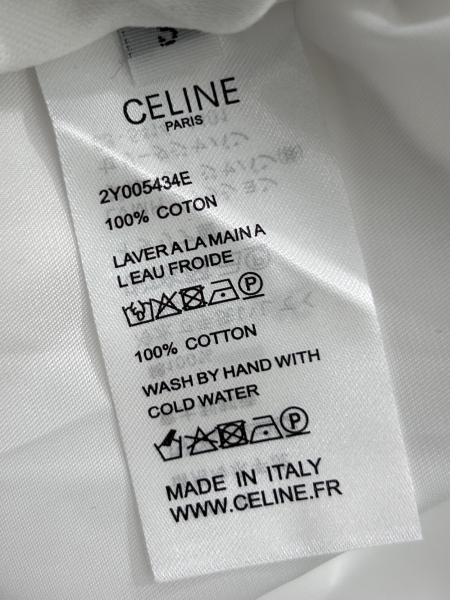 S
CELINE
PARIS
2Y005434E
100% COTON
LAVER A LA MAIN A
L EAU FROIDE
P
100% COTTON
WASH BY HAND WITH
COLD WATER
P
MADE IN ITALY
WWW.CELINE.FR